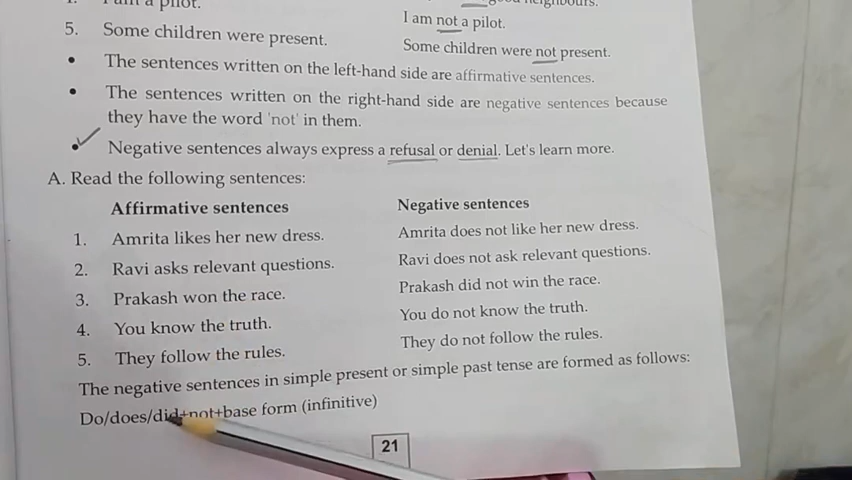 I am a pilot.
neighbours.
I am not a pilot.
5. Some children were present.
Some children were not present.
• The sentences written on the left-hand side are affirmative sentences.
• The sentences written on the right-hand side are negative sentences because
they have the word 'not' in them.
• Negative sentences always express a refusal or denial. Let's learn more.
A. Read the following sentences:
Affirmative sentences
Negative sentences
1. Amrita likes her new dress.
Amrita does not like her new dress.
2. Ravi asks relevant questions.
Ravi does not ask relevant questions.
3. Prakash won the race.
Prakash did not win the race.
4. You know the truth.
You do not know the truth.
5. They follow the rules.
They do not follow the rules.
The negative sentences in simple present or simple past tense are formed as follows:
Do/does/did+not+base form (infinitive)
21